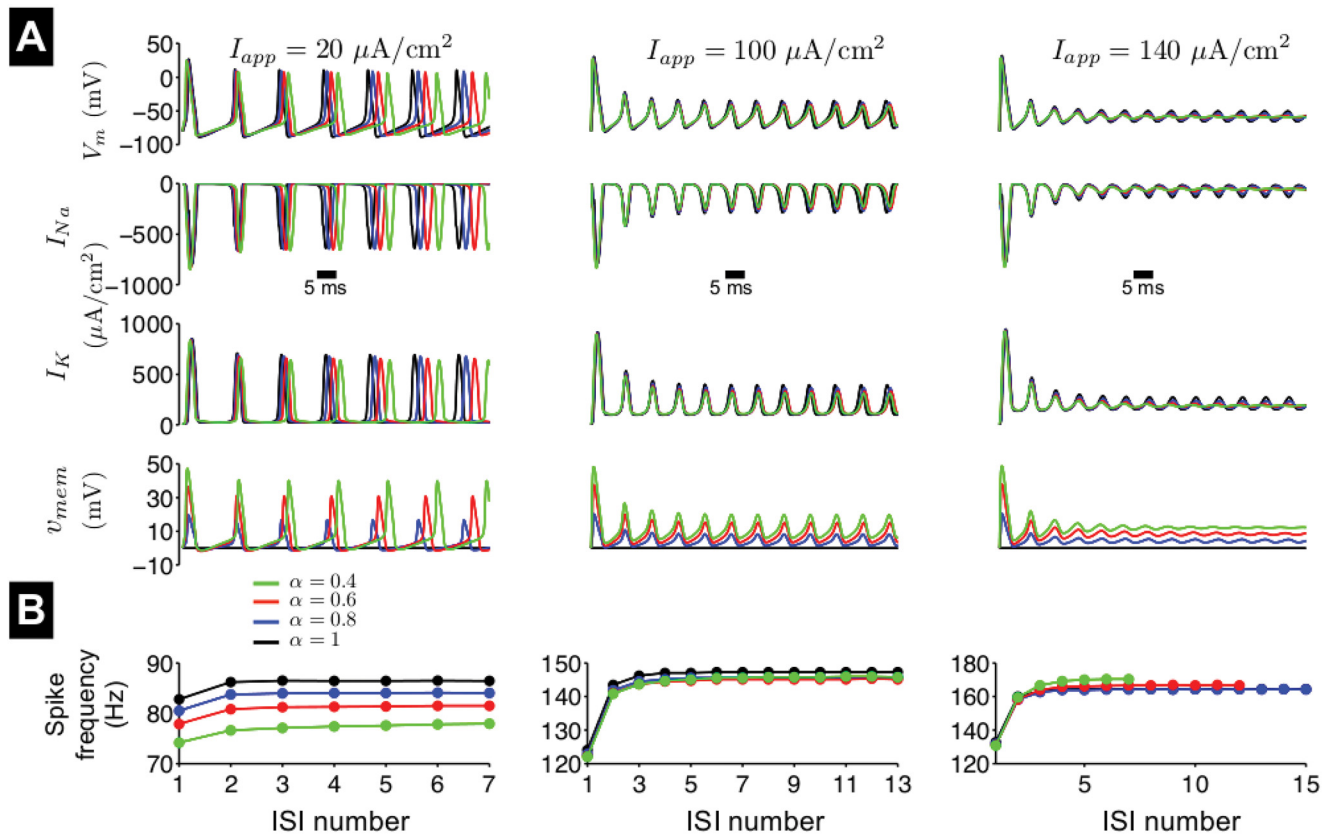 A
I_app = 20 μA/cm²
I_app = 100 μA/cm²
I_app = 140 μA/cm²
V_m (mV)
50
0
−50
−100
I_Na
0
−500
−1000
5 ms
5 ms
5 ms
(μA/cm²)
I_K
1000
500
0
v_mem
(mV)
50
30
10
−10
α = 0.4
α = 0.6
α = 0.8
α = 1
B
Spike
frequency
(Hz)
90
80
70
1 2 3 4 5 6 7
ISI number
150
140
130
120
1 3 5 7 9 11 13
ISI number
180
160
140
120
5 10 15
ISI number